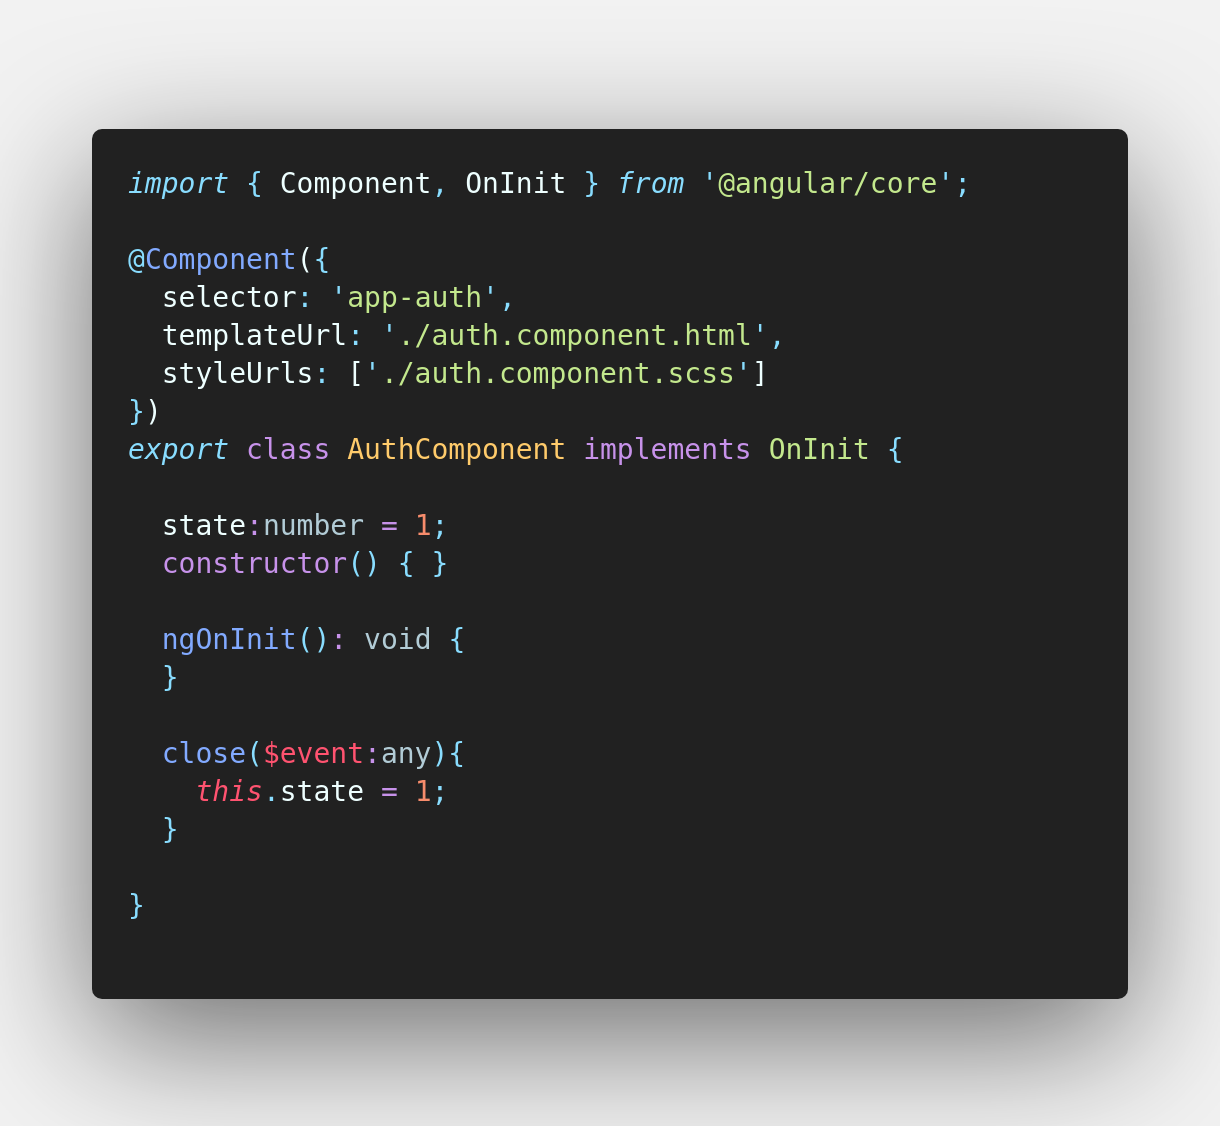 import { Component, OnInit } from '@angular/core';
@Component({
  selector: 'app-auth',
  templateUrl: './auth.component.html',
  styleUrls: ['./auth.component.scss']
})
export class AuthComponent implements OnInit {
  state:number = 1;
  constructor() { }
  ngOnInit(): void {
  }
  close($event:any){
    this.state = 1;
  }
}